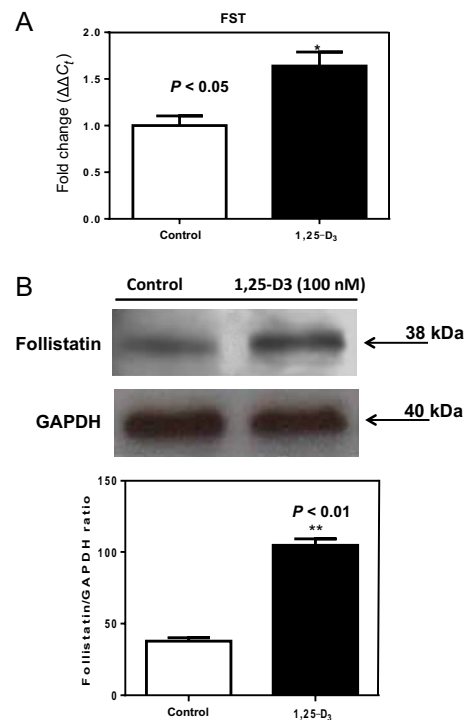 A
FST
Fold change (ΔΔCt)
2.0
1.5
1.0
0.5
0.0
*
P < 0.05
Control 1,25-D3
B
Control 1,25-D3 (100 nM)
Follistatin 38 kDa
GAPDH 40 kDa
Follistatin/GAPDH ratio
150
100
50
0
P < 0.01
**
Control 1,25-D3